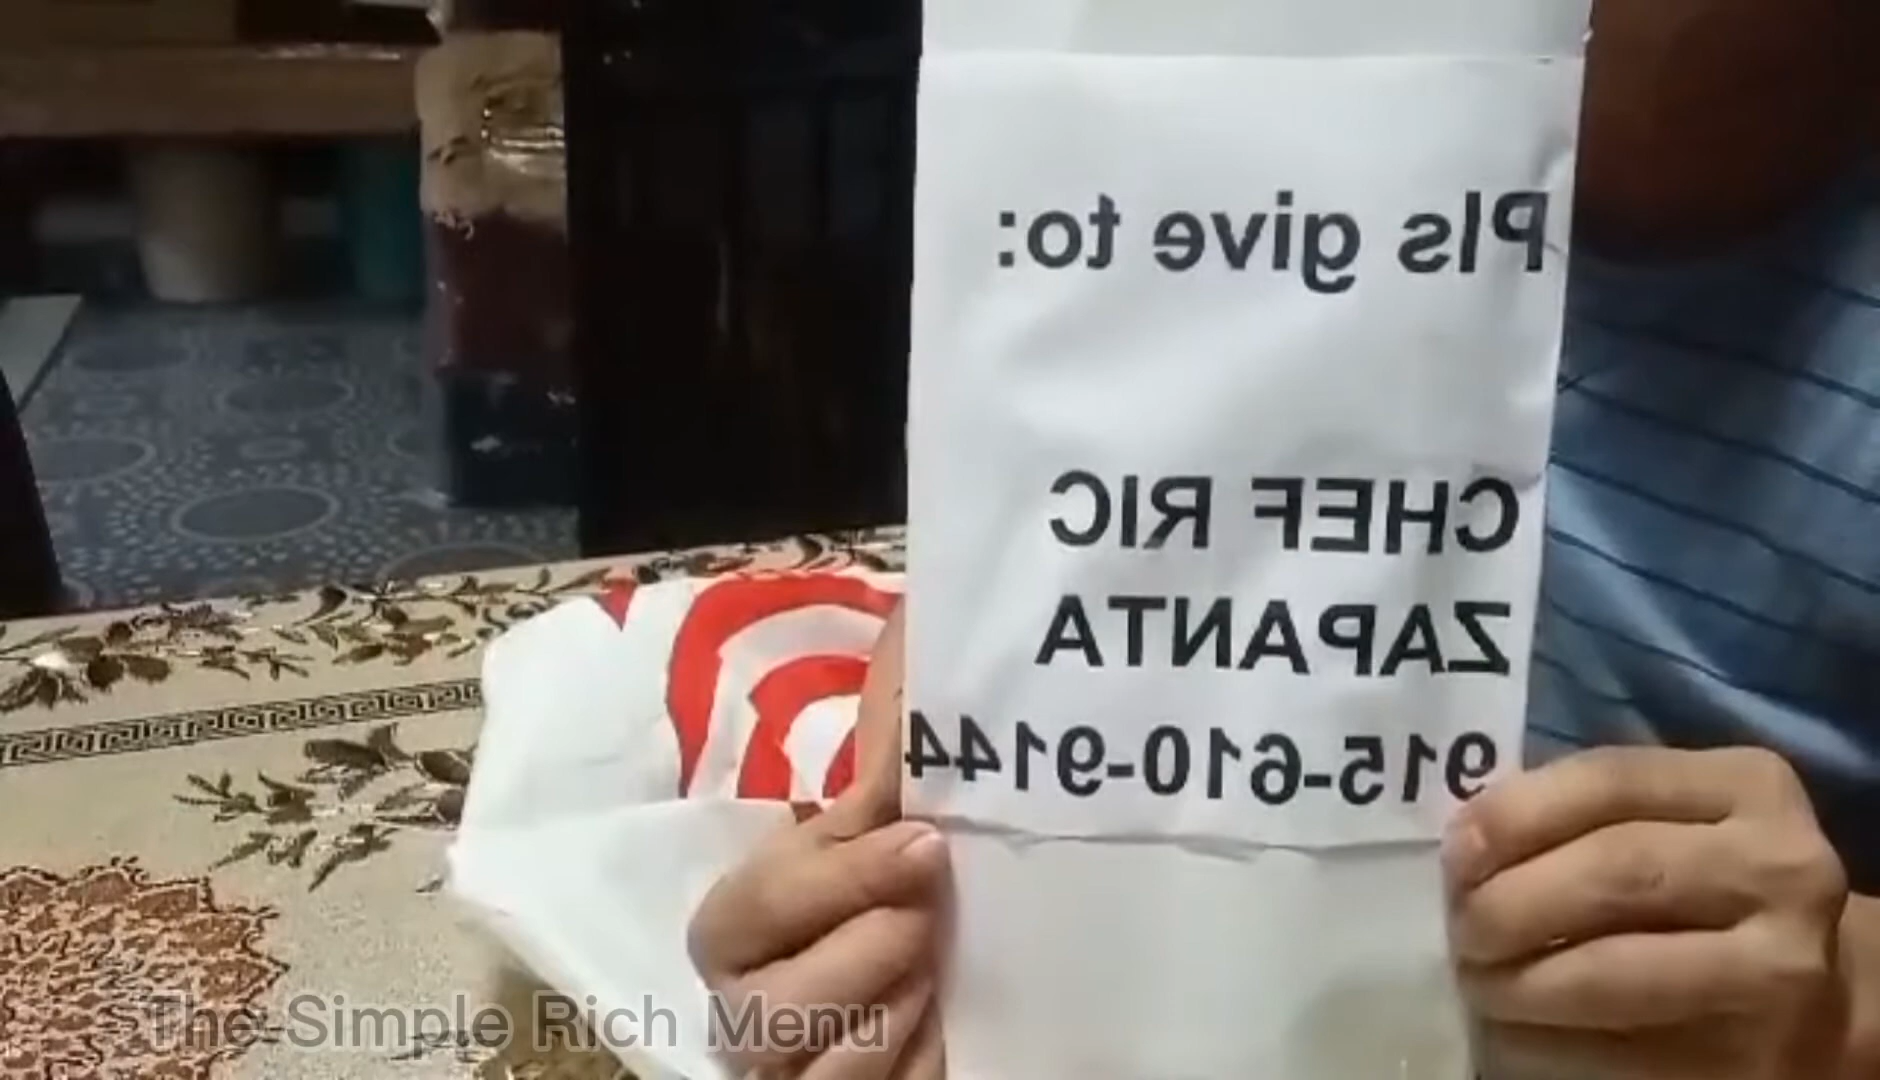 Pls give to:
CHEF RIC
ZAPANTA
915-610-9144
The Simple Rich Menu